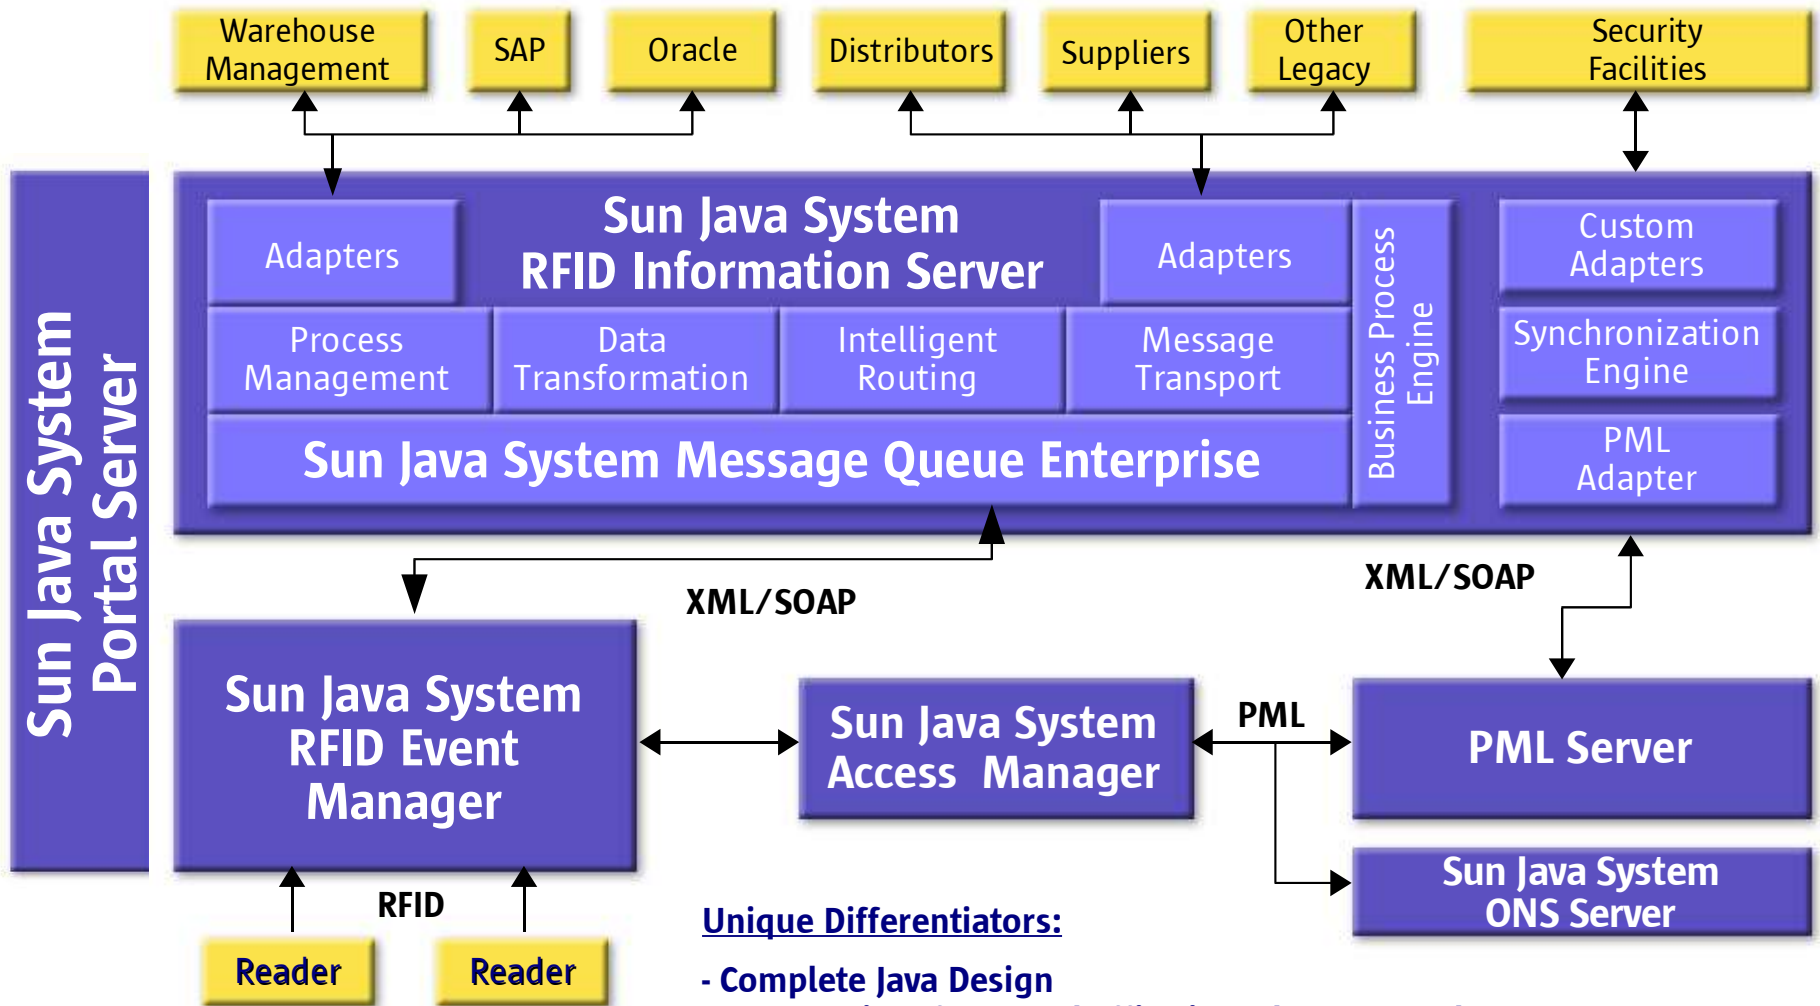 Warehouse
Management
SAP
Oracle
Distributors
Suppliers
Other
Legacy
Security
Facilities
Sun Java System
Portal Server
Sun Java System
RFID Information Server
Adapters
Adapters
Process
Management
Data
Transformation
Intelligent
Routing
Message
Transport
Sun Java System Message Queue Enterprise
Business Process
Engine
Custom
Adapters
Synchronization
Engine
PML
Adapter
XML/SOAP
XML/SOAP
Sun Java System
RFID Event
Manager
Sun Java System
Access Manager
PML
PML Server
Sun Java System
ONS Server
RFID
Reader
Reader
Unique Differentiators:
- Complete Java Design